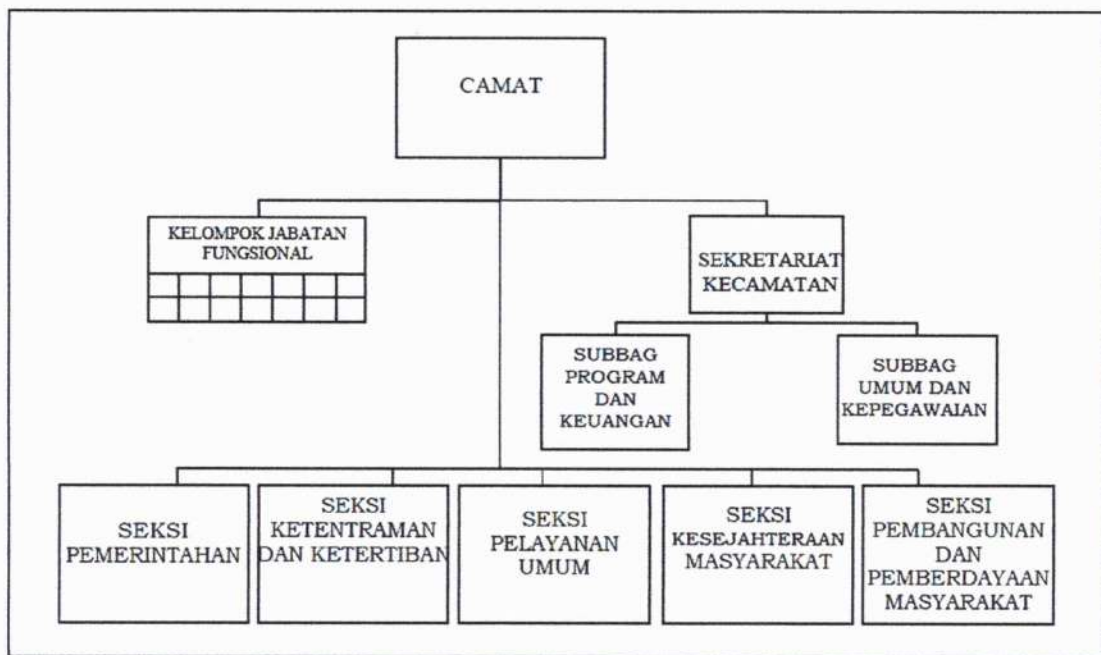 CAMAT
KELOMPOK JABATAN
FUNGSIONAL
SEKRETARIAT
KECAMATAN
SUBBAG
PROGRAM
DAN
KEUANGAN
SUBBAG
UMUM DAN
KEPEGAWAIAN
SEKSI
PEMERINTAHAN
SEKSI
KETENTRAMAN
DAN KETERTIBAN
SEKSI
PELAYANAN
UMUM
SEKSI
KESEJAHTERAAN
MASYARAKAT
SEKSI
PEMBANGUNAN
DAN
PEMBERDAYAAN
MASYARAKAT